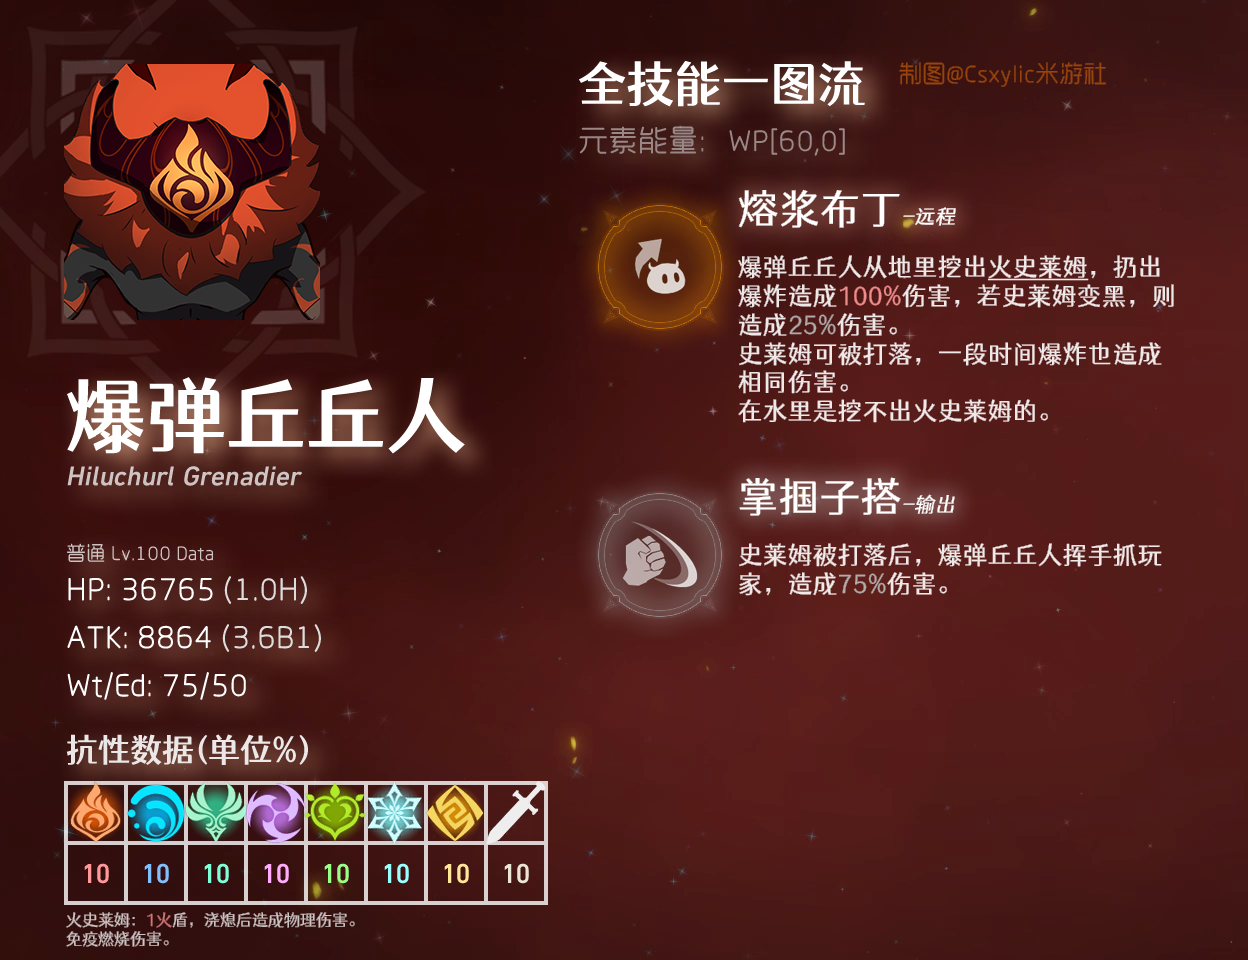 全技能一图流
制图@Csxylic米游社
元素能量: WP[60,0]
熔浆布丁-远程
爆弹丘丘人从地里挖出火史莱姆，扔出
爆炸造成100%伤害，若史莱姆变黑，则
造成25%伤害。
史莱姆可被打落，一段时间爆炸也造成
相同伤害。
在水里是挖不出火史莱姆的。
掌掴子搭-输出
史莱姆被打落后，爆弹丘丘人挥手抓玩
家，造成75%伤害。
爆弹丘丘人
Hiluchurl Grenadier
普通 Lv.100 Data
HP: 36765 (1.0H)
ATK: 8864 (3.6B1)
Wt/Ed: 75/50
抗性数据(单位%)
10 10 10 10 10 10 10 10
火史莱姆: 1火盾，浇熄后造成物理伤害。
免疫燃烧伤害。